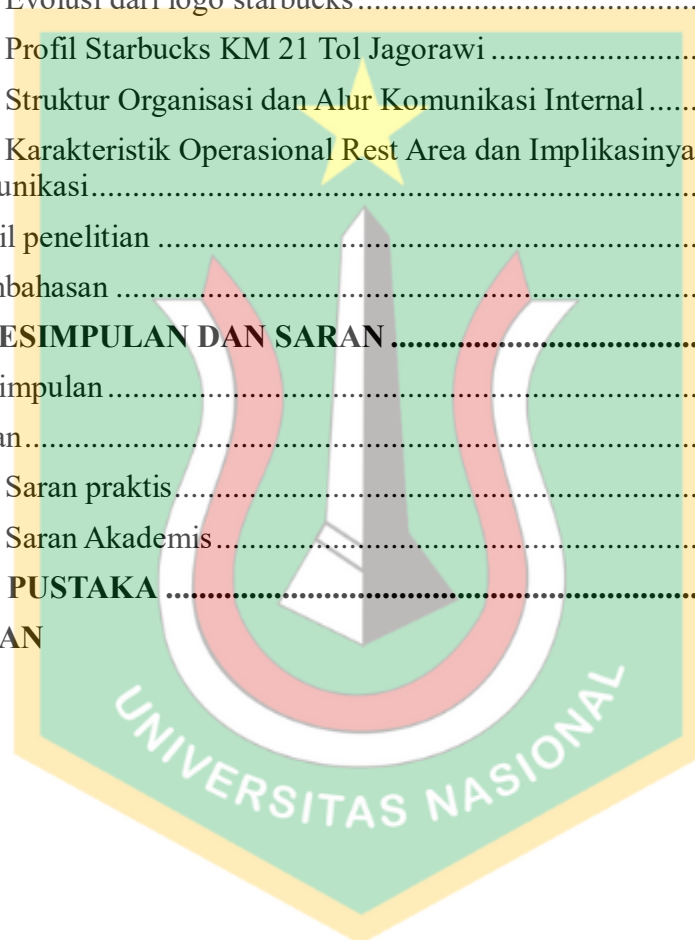 Evolusi dari logo starbucks........................................
Profil Starbucks KM 21 Tol Jagorawi........................
Struktur Organisasi dan Alur Komunikasi Internal.....
Karakteristik Operasional Rest Area dan Implikasinya
unikasi..........................................................................
il penelitian..................................................................
nbahasan.......................................................................
ESIMPULAN DAN SARAN.....................................
impulan........................................................................
an..................................................................................
Saran praktis...............................................................
Saran Akademis..........................................................
PUSTAKA.................................................................
AN
UNIVERSITAS NASIONAL